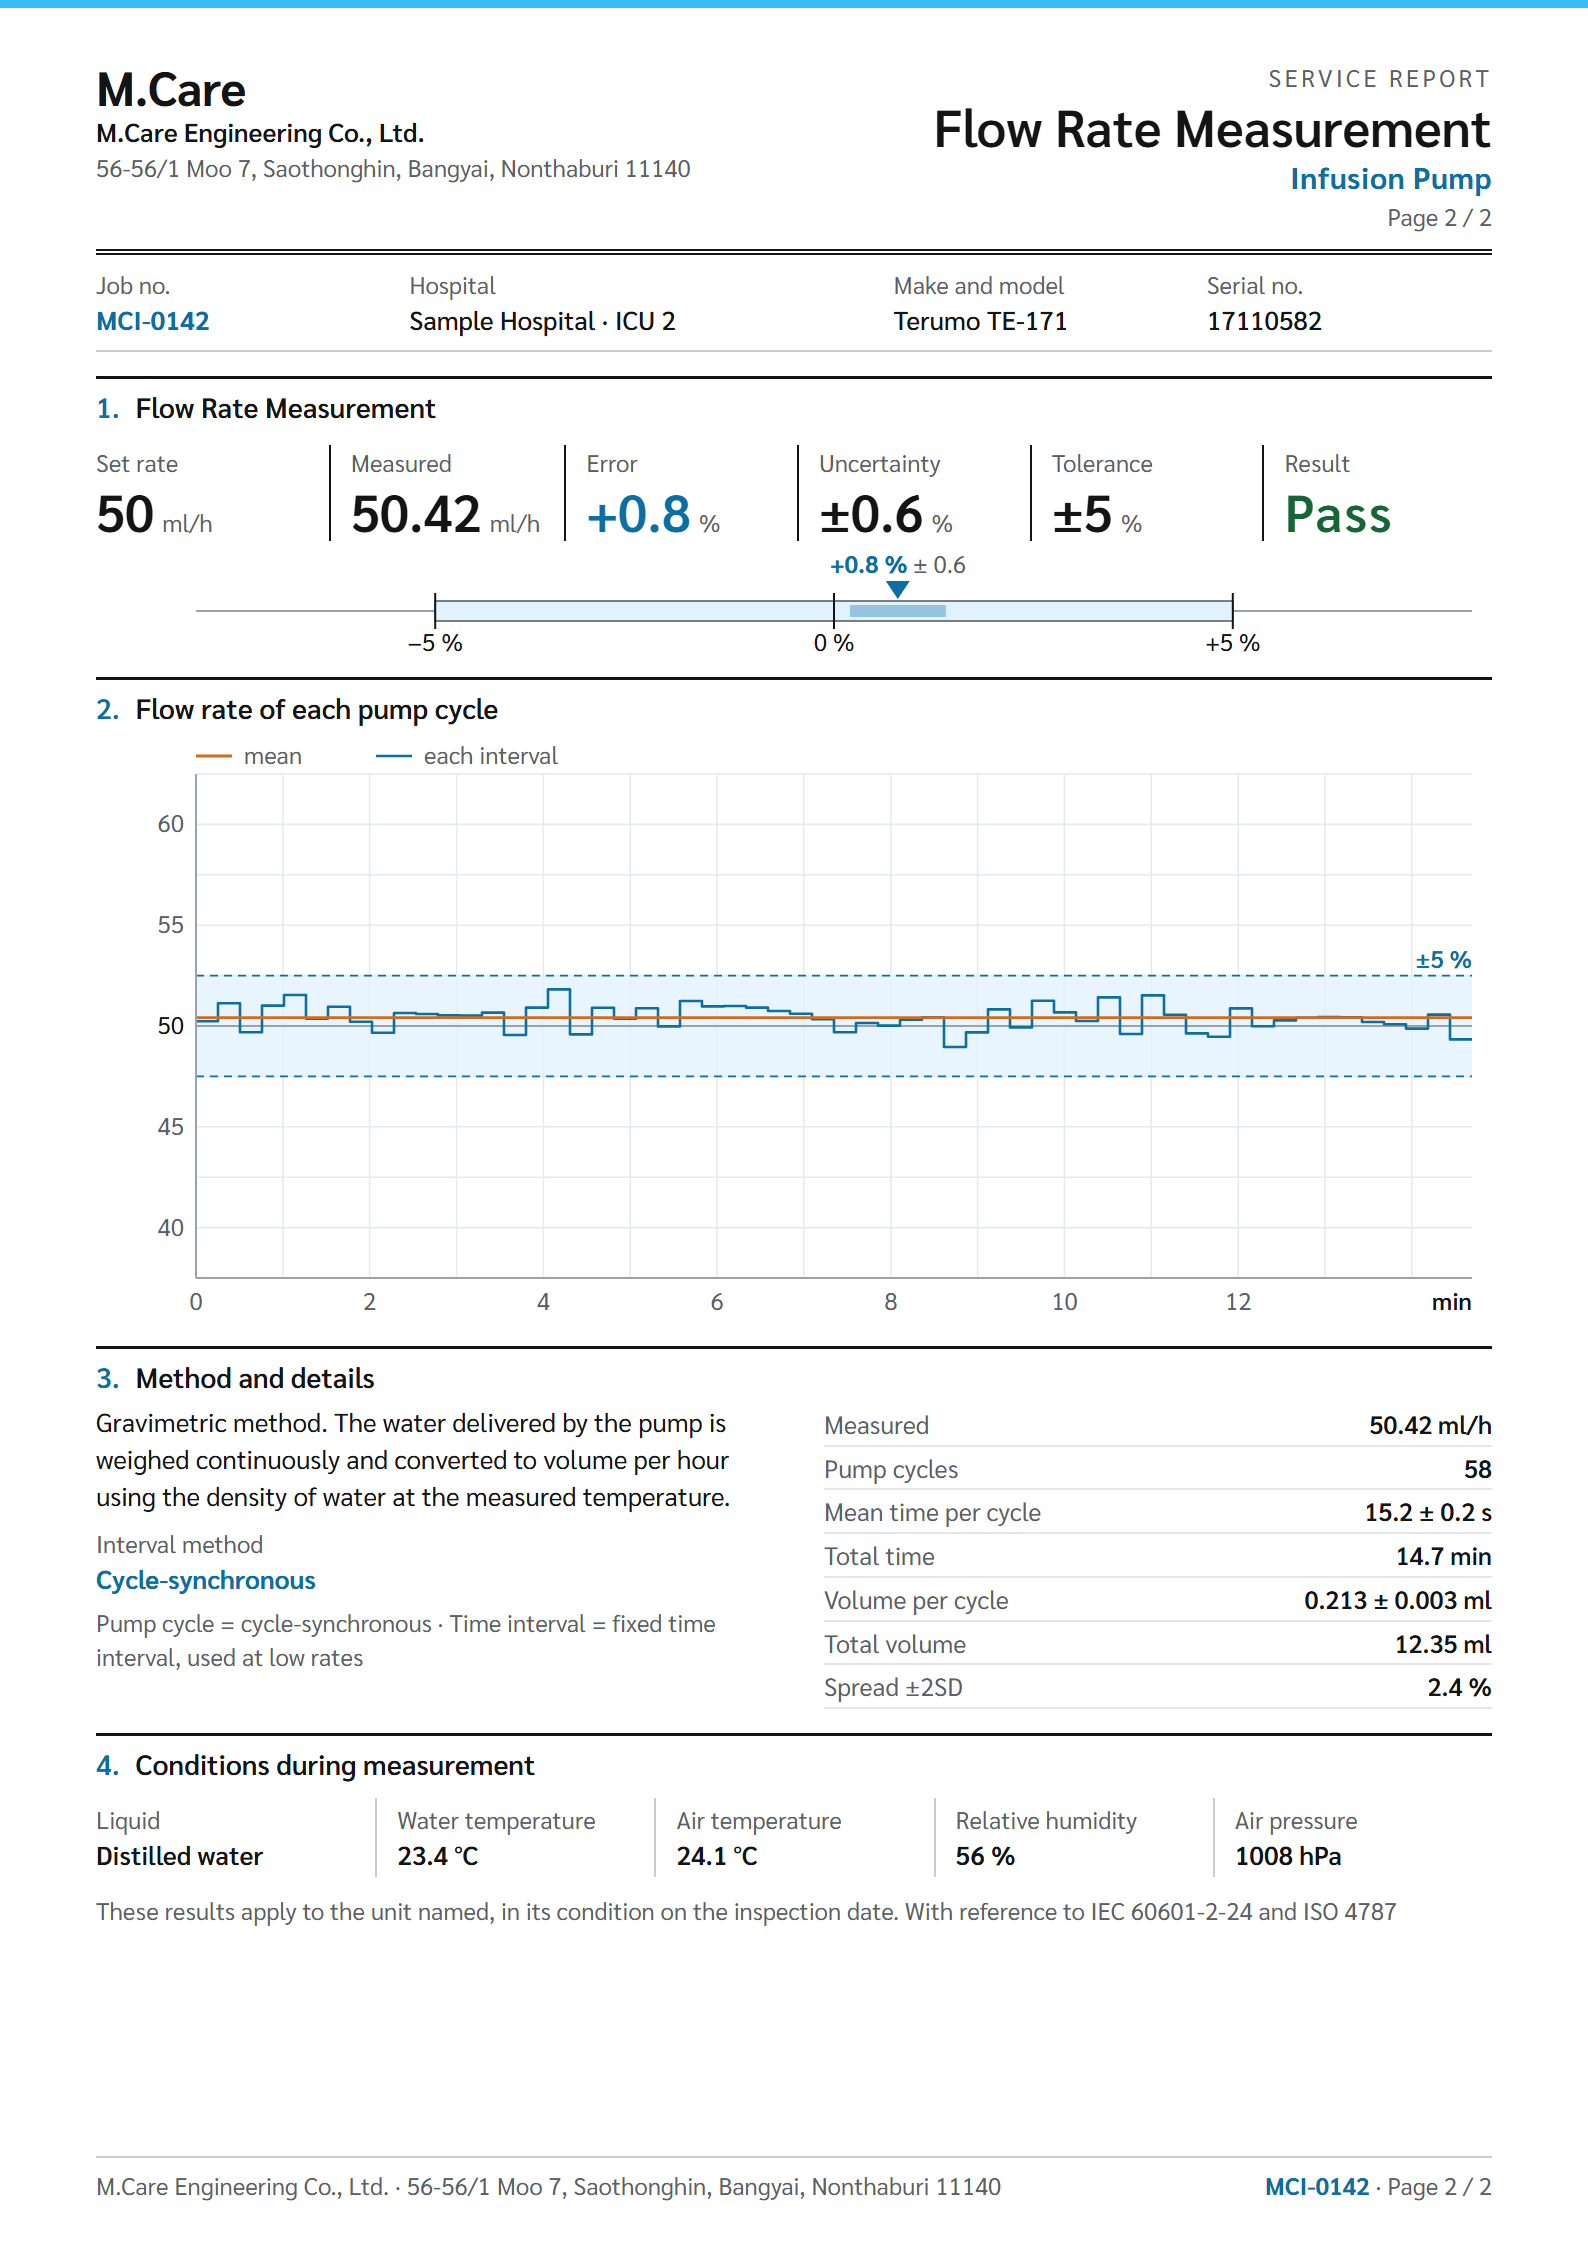 M.Care
M.Care Engineering Co., Ltd.
56-56/1 Moo 7, Saothonghin, Bangyai, Nonthaburi 11140
SERVICE REPORT
Flow Rate Measurement
Infusion Pump
Page 2 / 2
Job no. Hospital Make and model Serial no.
MCI-0142 Sample Hospital · ICU 2 Terumo TE-171 17110582
1. Flow Rate Measurement
Set rate Measured Error Uncertainty Tolerance Result
50 ml/h 50.42 ml/h +0.8 % ±0.6 % ±5 % Pass
+0.8 % ± 0.6
−5 % 0 % +5 %
2. Flow rate of each pump cycle
mean each interval
60
55
±5 %
50
45
40
0 2 4 6 8 10 12 min
3. Method and details
Gravimetric method. The water delivered by the pump is
weighed continuously and converted to volume per hour
using the density of water at the measured temperature.
Interval method
Cycle-synchronous
Pump cycle = cycle-synchronous · Time interval = fixed time
interval, used at low rates
Measured 50.42 ml/h
Pump cycles 58
Mean time per cycle 15.2 ± 0.2 s
Total time 14.7 min
Volume per cycle 0.213 ± 0.003 ml
Total volume 12.35 ml
Spread ±2SD 2.4 %
4. Conditions during measurement
Liquid Water temperature Air temperature Relative humidity Air pressure
Distilled water 23.4 °C 24.1 °C 56 % 1008 hPa
These results apply to the unit named, in its condition on the inspection date. With reference to IEC 60601-2-24 and ISO 4787
M.Care Engineering Co., Ltd. · 56-56/1 Moo 7, Saothonghin, Bangyai, Nonthaburi 11140 MCI-0142 · Page 2 / 2